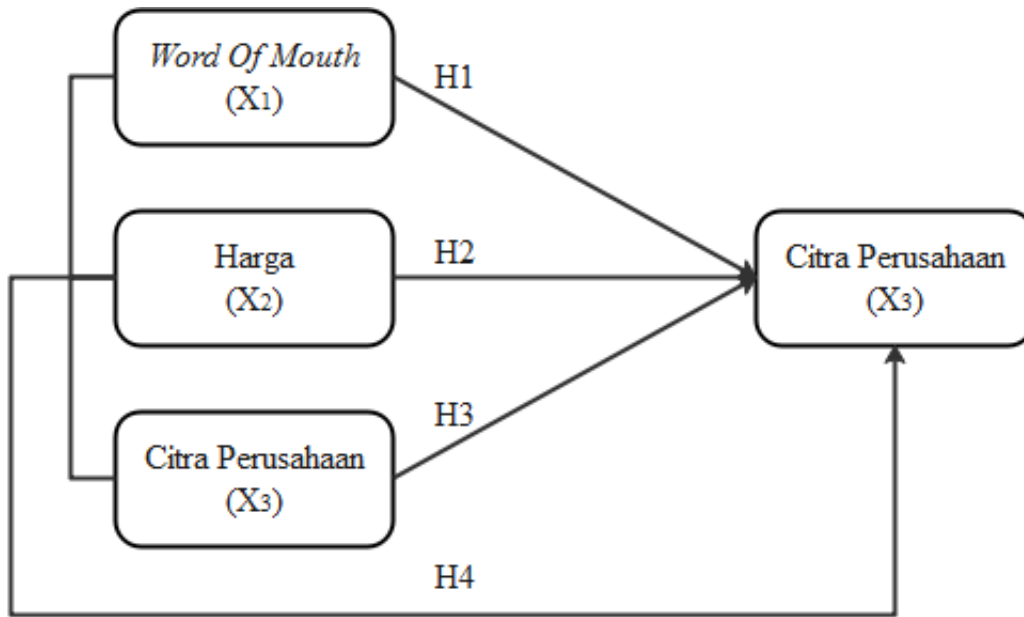 Word Of Mouth
(X1)
H1
Harga
(X2)
H2
Citra Perusahaan
(X3)
H3
Citra Perusahaan
(X3)
H4